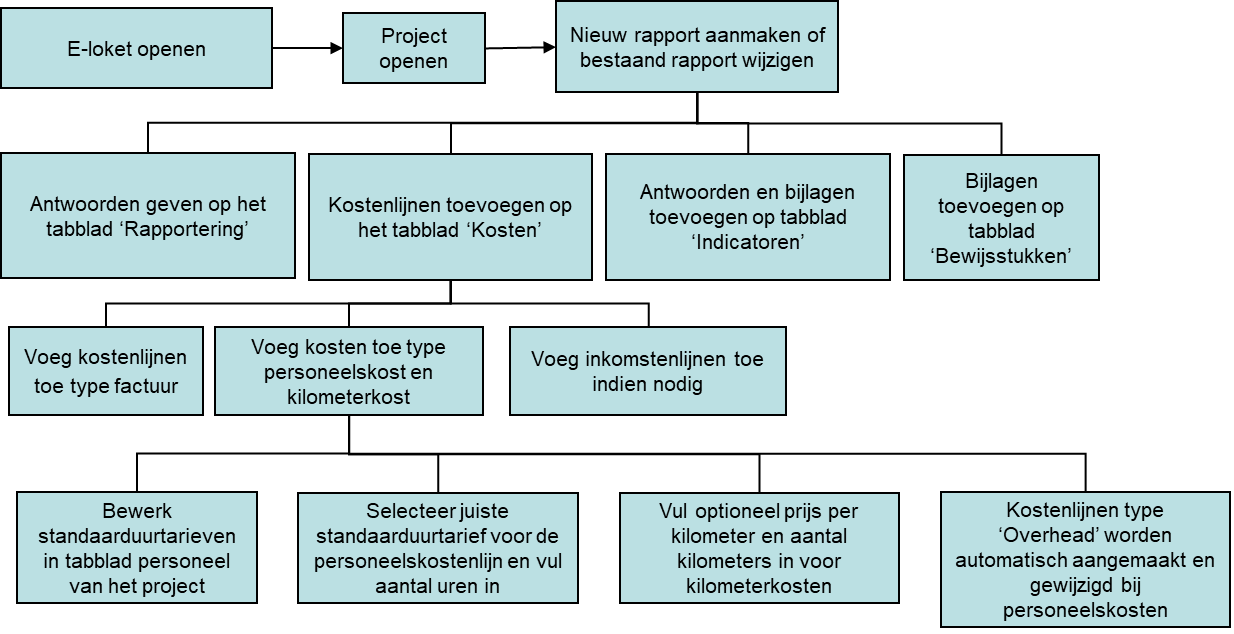 E-loket openen
Project
openen
Nieuw rapport aanmaken of
bestaand rapport wijzigen
Antwoorden geven op het
tabblad ‘Rapportering’
Kostenlijnen toevoegen op
het tabblad ‘Kosten’
Antwoorden en bijlagen
toevoegen op tabblad
‘Indicatoren’
Bijlagen
toevoegen op
tabblad
‘Bewijsstukken’
Voeg kostenlijnen
toe type factuur
Voeg kosten toe type
personeelskost en
kilometerkost
Voeg inkomstenlijnen toe
indien nodig
Bewerk
standaarduurtarieven
in tabblad personeel
van het project
Selecteer juiste
standaarduurtarief voor de
personeelskostenlijn en vul
aantal uren in
Vul optioneel prijs per
kilometer en aantal
kilometers in voor
kilometerkosten
Kostenlijnen type
‘Overhead’ worden
automatisch aangemaakt en
gewijzigd bij
personeelskosten